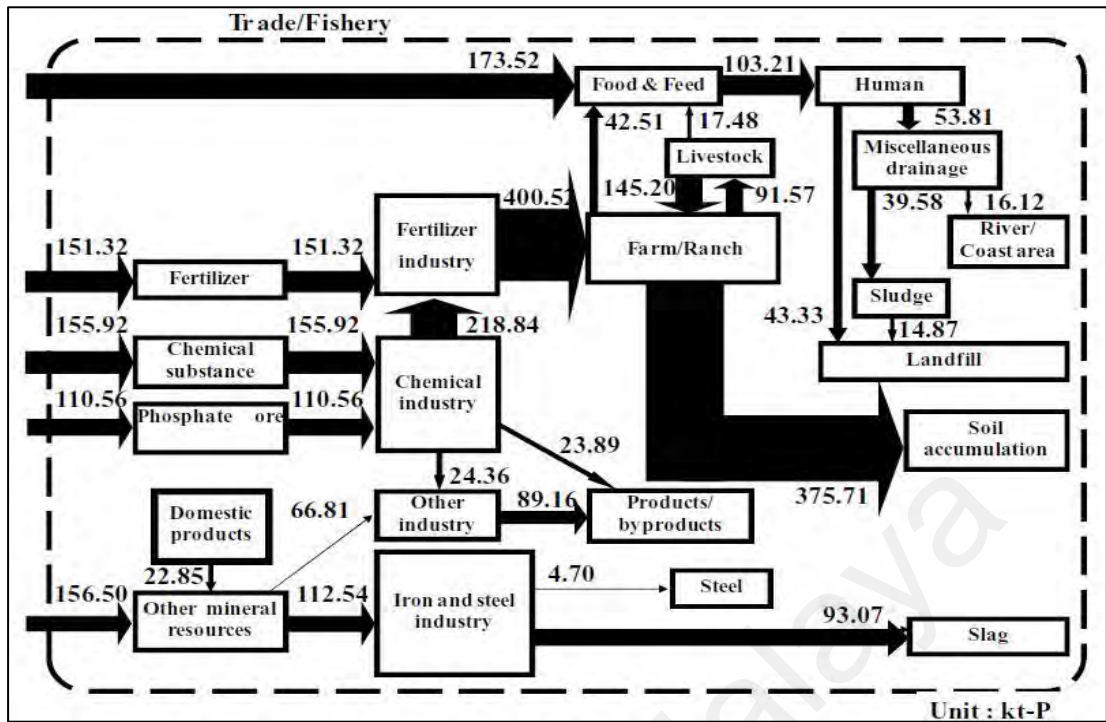 Trade/Fishery
173.52
Food & Feed
103.21
Human
42.51
17.48
53.81
Livestock
Miscellaneous
drainage
145.20
91.57
39.58
16.12
400.52
Fertilizer
industry
Farm/Ranch
River/
Coast area
151.32
Fertilizer
151.32
Sludge
218.84
43.33
14.87
155.92
Chemical
substance
155.92
Landfill
Chemical
industry
110.56
Phosphate ore
110.56
Soil
accumulation
23.89
24.36
375.71
Domestic
products
66.81
Other
industry
89.16
Products/
byproducts
22.85
4.70
Steel
156.50
Other mineral
resources
112.54
Iron and steel
industry
93.07
Slag
Unit : kt-P
alaya